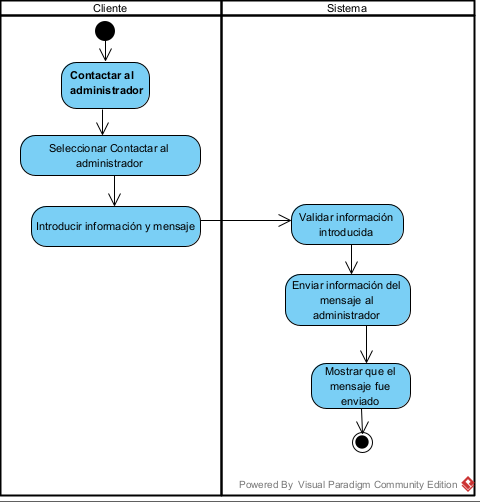 Cliente
Sistema
Contactar al
administrador
Seleccionar Contactar al
administrador
Introducir información y mensaje
Validar información
introducida
Enviar información del
mensaje al
administrador
Mostrar que el
mensaje fue
enviado
Powered By Visual Paradigm Community Edition